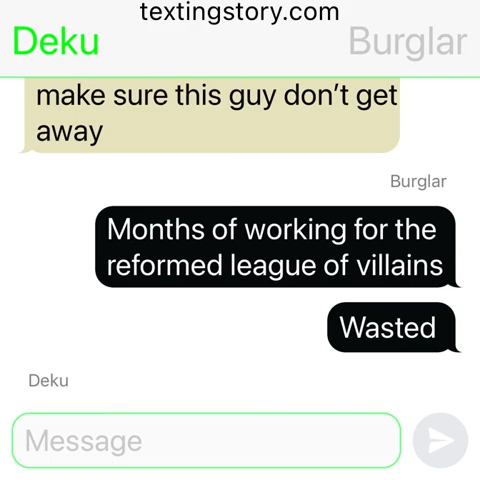 textingstory.com
Deku
Burglar
make sure this guy don't get
away
Burglar
Months of working for the
reformed league of villains
Wasted
Deku
Message